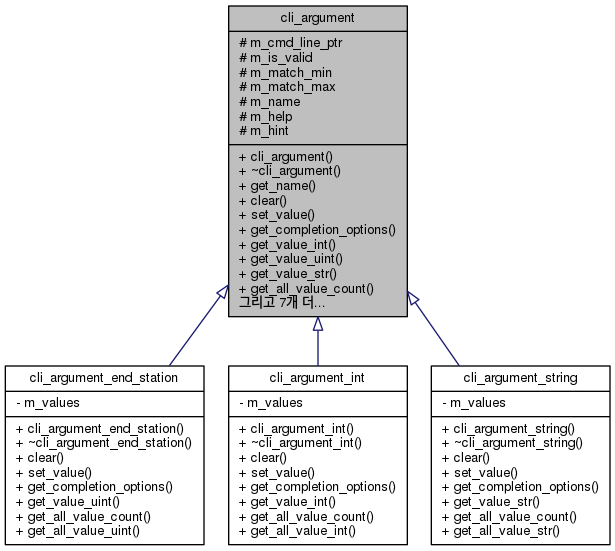 cli_argument
# m_cmd_line_ptr
# m_is_valid
# m_match_min
# m_match_max
# m_name
# m_help
# m_hint
+ cli_argument()
+ ~cli_argument()
+ get_name()
+ clear()
+ set_value()
+ get_completion_options()
+ get_value_int()
+ get_value_uint()
+ get_value_str()
+ get_all_value_count()
그리고 7개 더...
cli_argument_end_station
- m_values
+ cli_argument_end_station()
+ ~cli_argument_end_station()
+ clear()
+ set_value()
+ get_completion_options()
+ get_value_uint()
+ get_all_value_count()
+ get_all_value_uint()
cli_argument_int
- m_values
+ cli_argument_int()
+ ~cli_argument_int()
+ clear()
+ set_value()
+ get_completion_options()
+ get_value_int()
+ get_all_value_count()
+ get_all_value_int()
cli_argument_string
- m_values
+ cli_argument_string()
+ ~cli_argument_string()
+ clear()
+ set_value()
+ get_completion_options()
+ get_value_str()
+ get_all_value_count()
+ get_all_value_str()